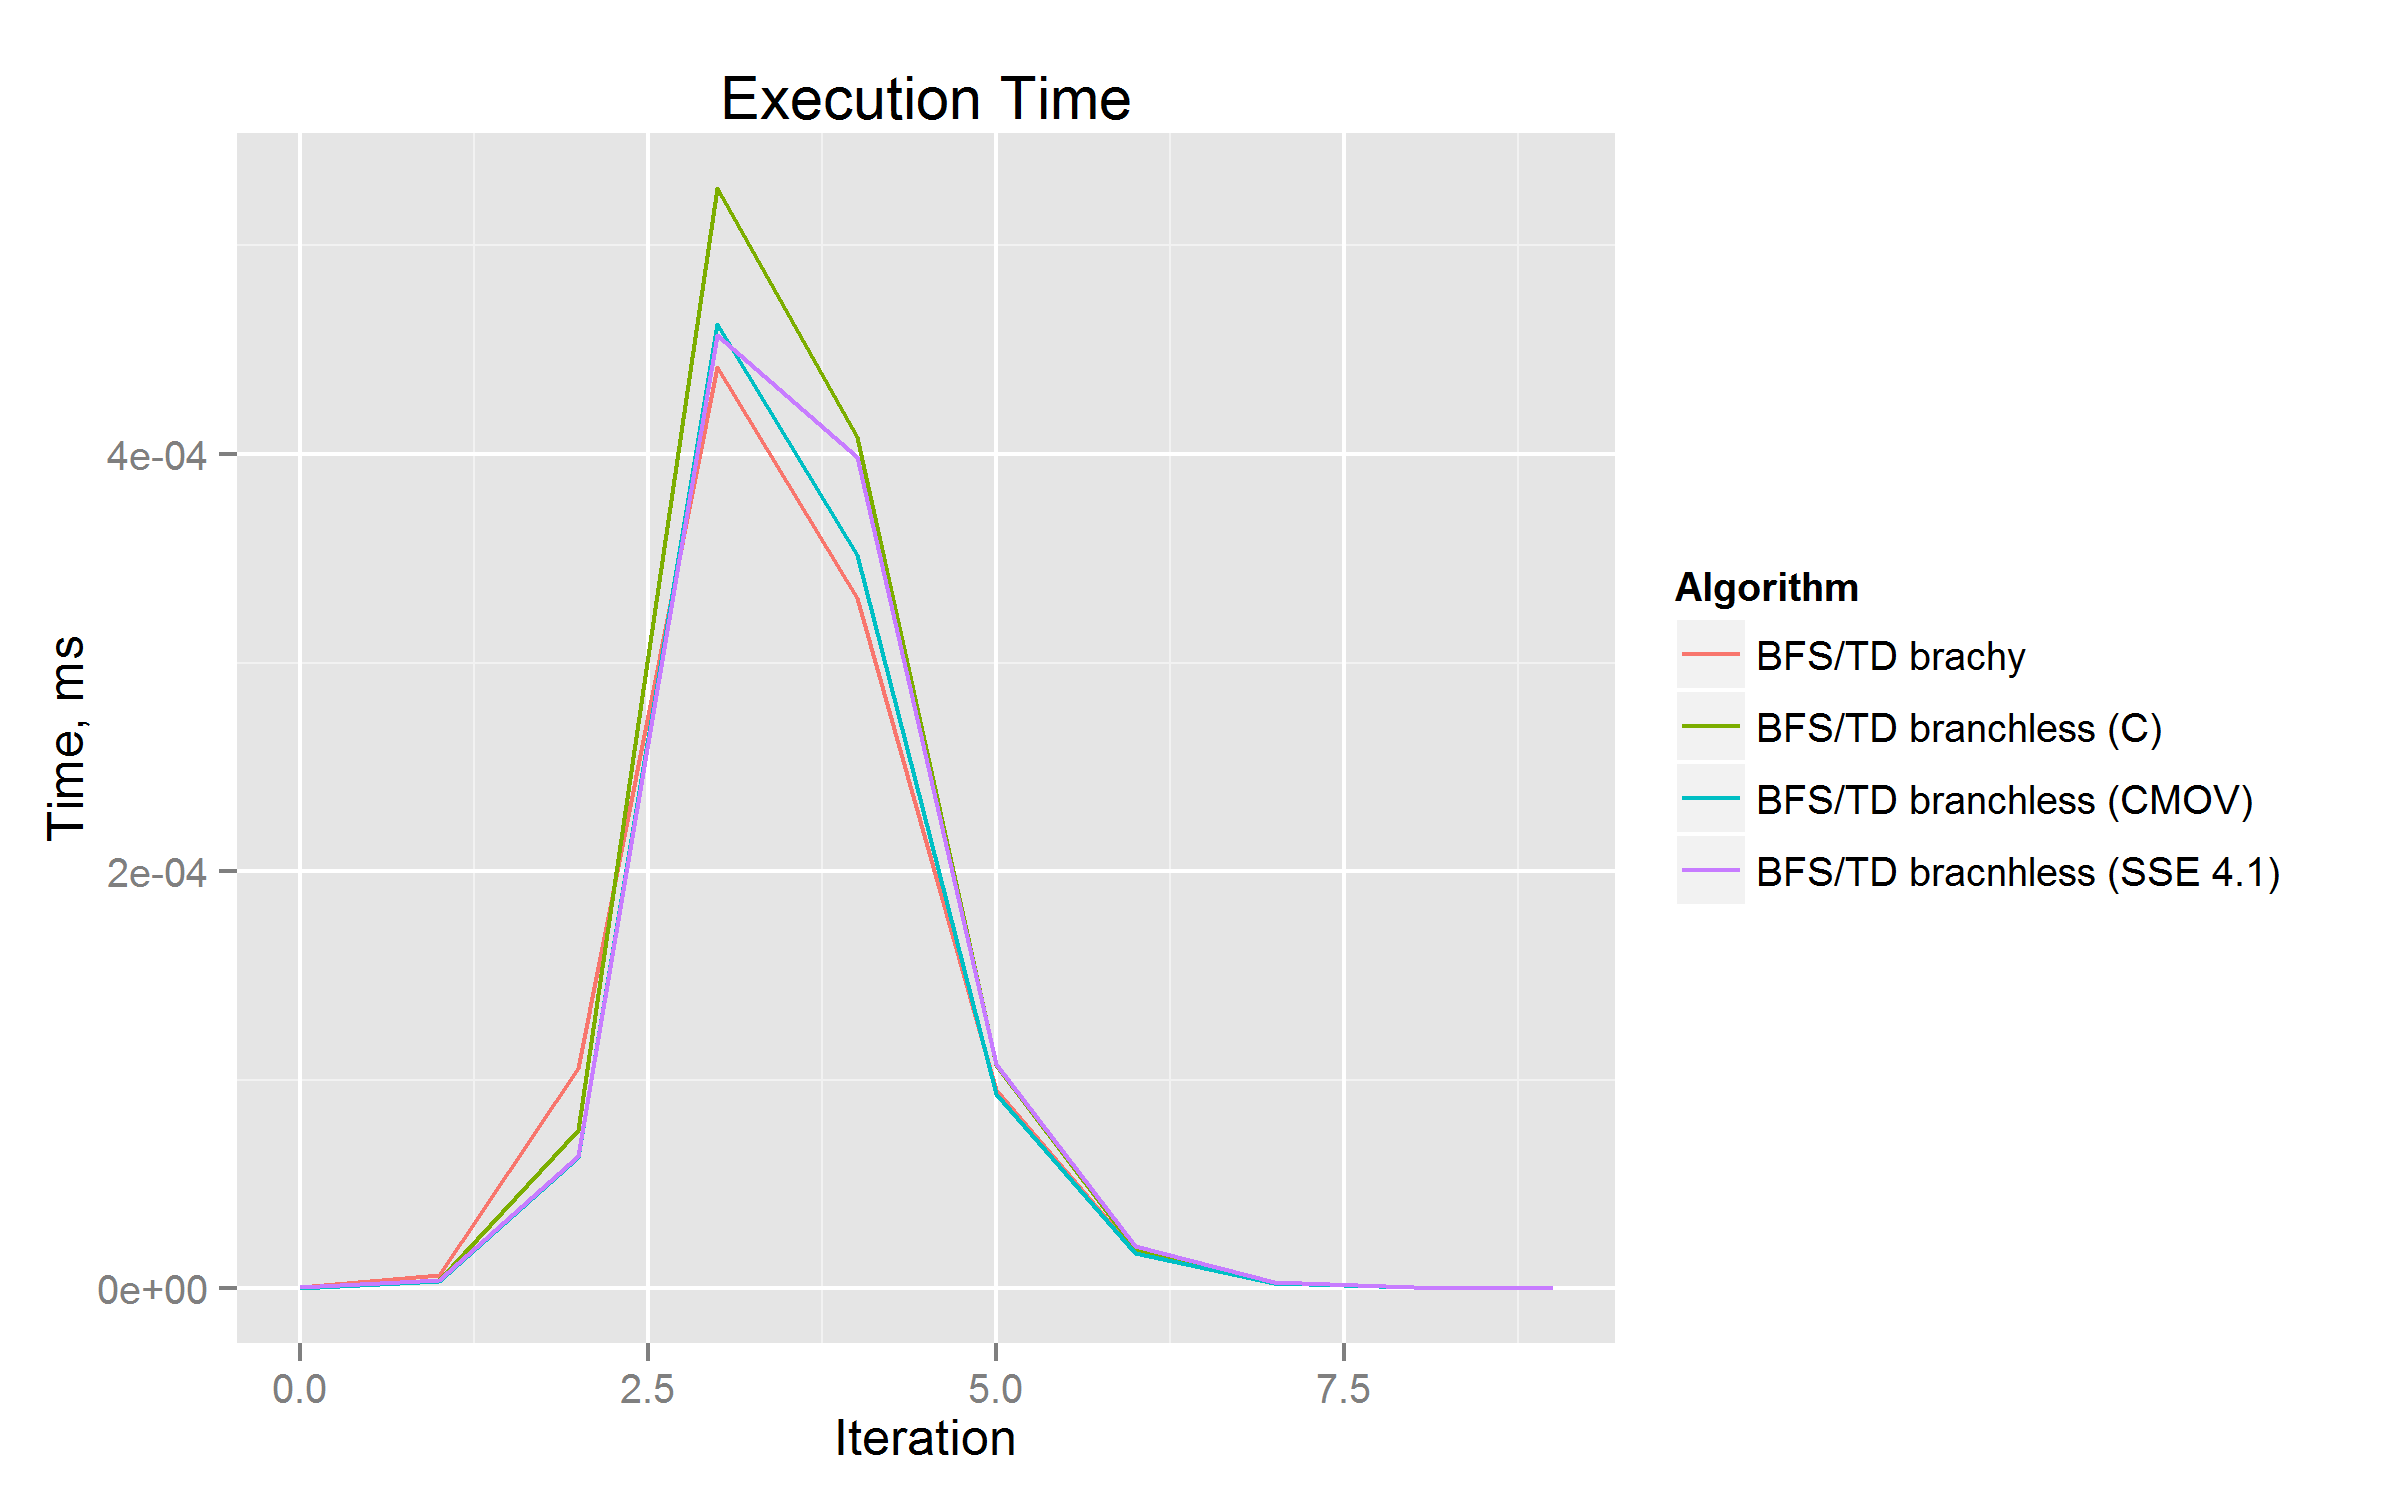 Execution Time
Time, ms
4e-04
2e-04
0e+00
0.0 2.5 5.0 7.5
Iteration
Algorithm
BFS/TD brachy
BFS/TD branchless (C)
BFS/TD branchless (CMOV)
BFS/TD bracnhless (SSE 4.1)